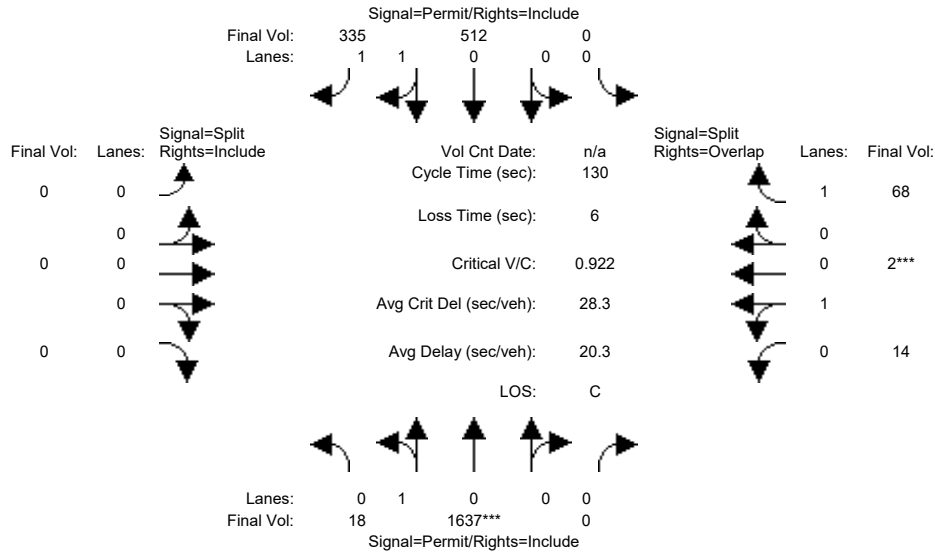 Signal=Permit/Rights=Include
Final Vol: 335 512 0
Lanes: 1 1 0 0 0
Signal=Split Signal=Split
Final Vol: Lanes: Rights=Include Vol Cnt Date: n/a Rights=Overlap Lanes: Final Vol:
Cycle Time (sec): 130
0 0 1 68
Loss Time (sec): 6
0 0
0 0 Critical V/C: 0.922 0 2***
0 Avg Crit Del (sec/veh): 28.3 1
0 0 Avg Delay (sec/veh): 20.3 0 14
LOS: C
Lanes: 0 1 0 0 0
Final Vol: 18 1637*** 0
Signal=Permit/Rights=Include